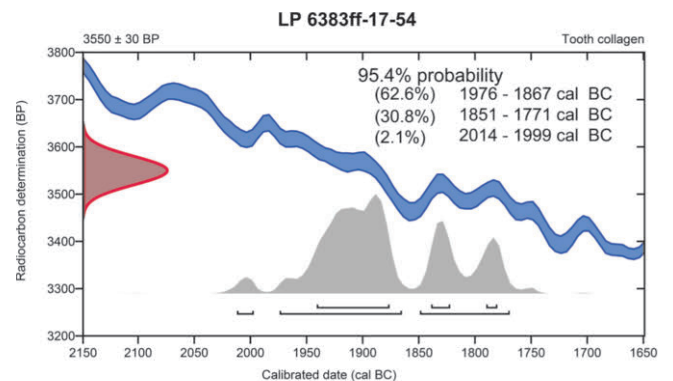 LP 6383ff-17-54
3550 ± 30 BP
Tooth collagen
95.4% probability
(62.6%) 1976 - 1867 cal BC
(30.8%) 1851 - 1771 cal BC
(2.1%) 2014 - 1999 cal BC
Radiocarbon determination (BP)
3800
3700
3600
3500
3400
3300
3200
2150 2100 2050 2000 1950 1900 1850 1800 1750 1700 1650
Calibrated date (cal BC)